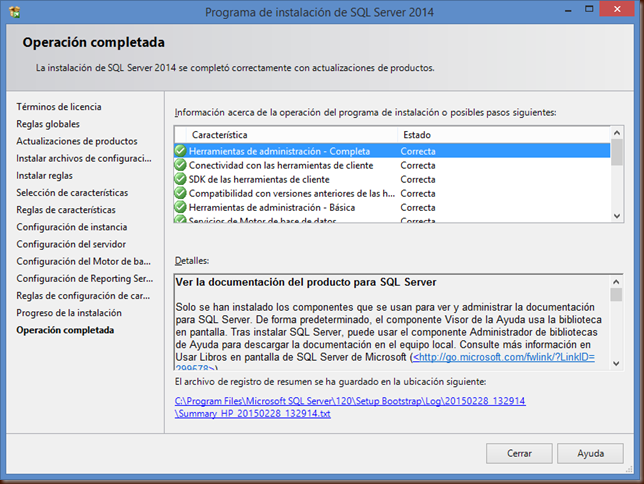 Programa de instalación de SQL Server 2014
Operación completada
La instalación de SQL Server 2014 se completó correctamente con actualizaciones de productos.
Términos de licencia
Reglas globales
Actualizaciones de productos
Instalar archivos de configuraci...
Instalar reglas
Selección de características
Reglas de características
Configuración de instancia
Configuración del servidor
Configuración del Motor de ba...
Configuración de Reporting Ser...
Reglas de configuración de car...
Progreso de la instalación
Operación completada
Información acerca de la operación del programa de instalación o posibles pasos siguientes:
Característica Estado
Herramientas de administración - Completa Correcta
Conectividad con las herramientas de cliente Correcta
SDK de las herramientas de cliente Correcta
Compatibilidad con versiones anteriores de las h... Correcta
Herramientas de administración - Básica Correcta
Servicios de Motor de base de datos Correcta
Detalles:
Ver la documentación del producto para SQL Server
Solo se han instalado los componentes que se usan para ver y administrar la documentación
para SQL Server. De forma predeterminado, el componente Visor de la Ayuda usa la biblioteca
en pantalla. Tras instalar SQL Server, puede usar el componente Administrador de bibliotecas
de Ayuda para descargar la documentación en el equipo local. Consulte más información en
Usar Libros en pantalla de SQL Server de Microsoft (<http://go.microsoft.com/fwlink/?LinkID=
299578>)
El archivo de registro de resumen se ha guardado en la ubicación siguiente:
C:\Program Files\Microsoft SQL Server\120\Setup Bootstrap\Log\20150228_132914
\Summary_HP_20150228_132914.txt
Cerrar
Ayuda